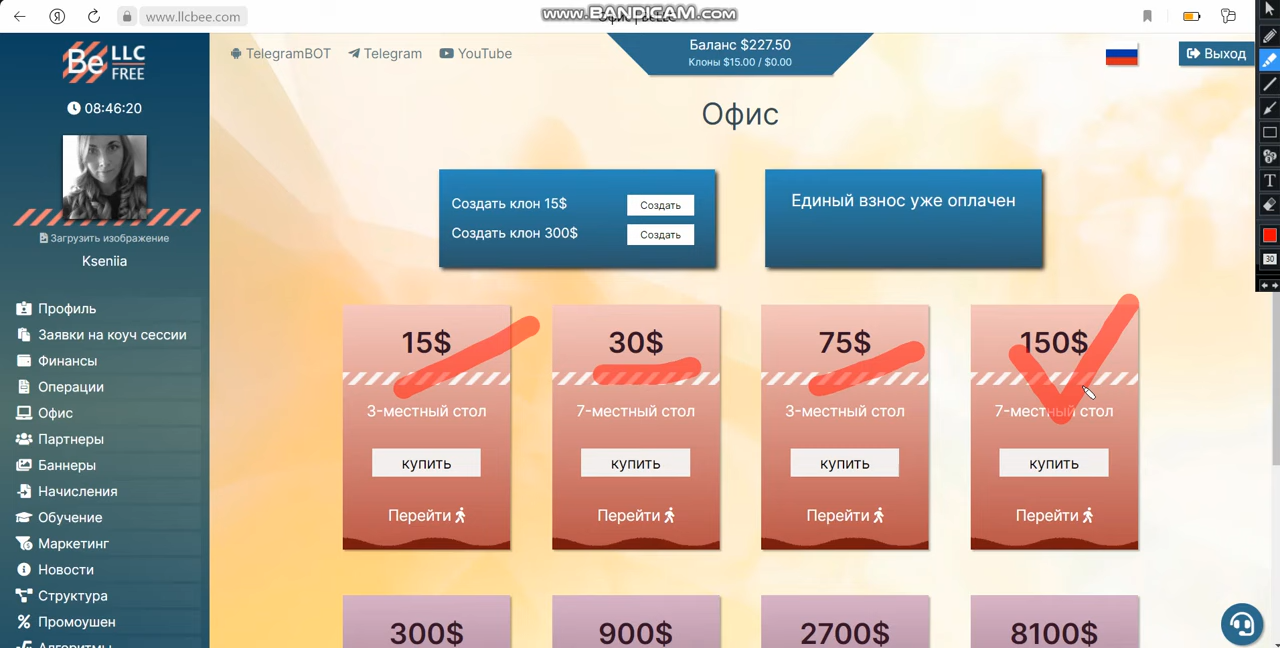 www.llcbee.com
www.BANDICAM.com
Be LLC FREE
08:46:20
Загрузить изображение
Kseniia
Профиль
Заявки на коуч сессии
Финансы
Операции
Офис
Партнеры
Баннеры
Начисления
Обучение
Маркетинг
Новости
Структура
Промоушен
Алгоритмы
TelegramBOT
Telegram
YouTube
Баланс $227.50
Клоны $15.00 / $0.00
Выход
Офис
Создать клон 15$
Создать
Создать клон 300$
Создать
Единый взнос уже оплачен
15$
3-местный стол
купить
Перейти
30$
7-местный стол
купить
Перейти
75$
3-местный стол
купить
Перейти
150$
7-местный стол
купить
Перейти
300$
900$
2700$
8100$
T
30